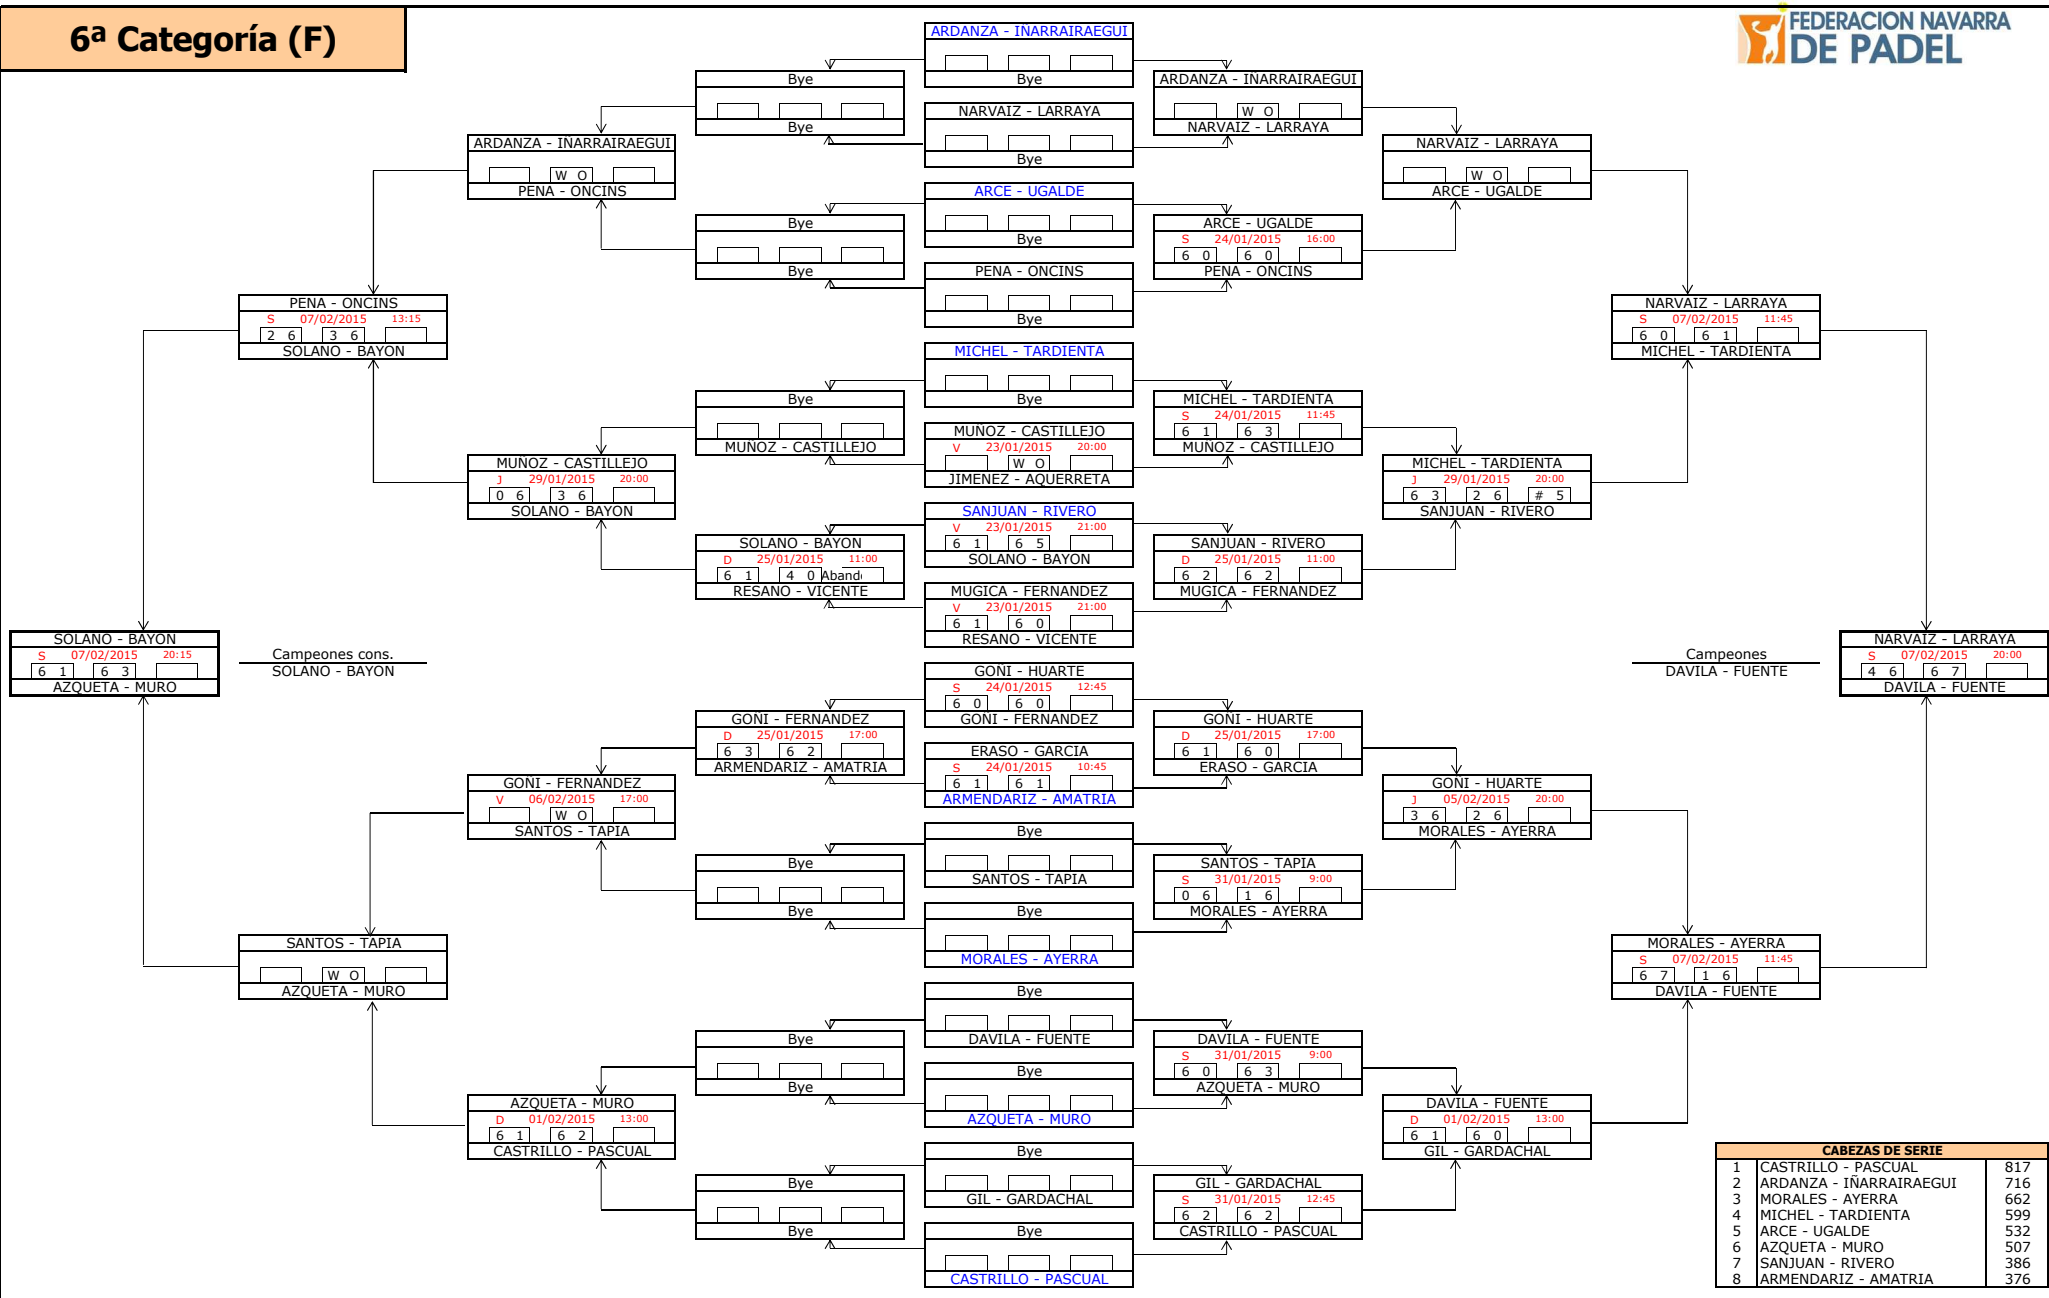 6ª Categoría (F)
FEDERACION NAVARRA
DE PADEL
SOLANO - BAYON
S 07/02/2015 20:15
6 1 6 3
AZQUETA - MURO
Campeones cons.
SOLANO - BAYON
PENA - ONCINS
S 07/02/2015 13:15
2 6 3 6
SOLANO - BAYON
SANTOS - TAPIA
W O
AZQUETA - MURO
ARDANZA - IÑARRAIRAEGUI
W O
PENA - ONCINS
MUÑOZ - CASTILLEJO
J 29/01/2015 20:00
0 6 3 6
SOLANO - BAYON
GOÑI - FERNANDEZ
V 06/02/2015 17:00
W O
SANTOS - TAPIA
AZQUETA - MURO
D 01/02/2015 13:00
6 1 6 2
CASTRILLO - PASCUAL
Bye
Bye
Bye
Bye
Bye
MUÑOZ - CASTILLEJO
SOLANO - BAYON
D 25/01/2015 11:00
6 1 4 0 Aband
RESANO - VICENTE
GOÑI - FERNANDEZ
D 25/01/2015 17:00
6 3 6 2
ARMENDARIZ - AMATRIA
Bye
Bye
Bye
Bye
Bye
Bye
ARDANZA - IÑARRAIRAEGUI
Bye
NARVAIZ - LARRAYA
Bye
ARCE - UGALDE
Bye
PENA - ONCINS
Bye
MICHEL - TARDIENTA
Bye
MUÑOZ - CASTILLEJO
V 23/01/2015 20:00
W O
JIMENEZ - AQUERRETA
SANJUAN - RIVERO
V 23/01/2015 21:00
6 1 6 5
SOLANO - BAYON
MUGICA - FERNANDEZ
V 23/01/2015 21:00
6 1 6 0
RESANO - VICENTE
GOÑI - HUARTE
S 24/01/2015 12:45
6 0 6 0
GOÑI - FERNANDEZ
ERASO - GARCIA
S 24/01/2015 10:45
6 1 6 1
ARMENDARIZ - AMATRIA
Bye
SANTOS - TAPIA
Bye
MORALES - AYERRA
Bye
DAVILA - FUENTE
Bye
AZQUETA - MURO
Bye
GIL - GARDACHAL
Bye
CASTRILLO - PASCUAL
ARDANZA - IÑARRAIRAEGUI
W O
NARVAIZ - LARRAYA
ARCE - UGALDE
S 24/01/2015 16:00
6 0 6 0
PENA - ONCINS
MICHEL - TARDIENTA
S 24/01/2015 11:45
6 1 6 3
MUÑOZ - CASTILLEJO
SANJUAN - RIVERO
D 25/01/2015 11:00
6 2 6 2
MUGICA - FERNANDEZ
GOÑI - HUARTE
D 25/01/2015 17:00
6 1 6 0
ERASO - GARCIA
SANTOS - TAPIA
S 31/01/2015 9:00
0 6 1 6
MORALES - AYERRA
DAVILA - FUENTE
S 31/01/2015 9:00
6 0 6 3
AZQUETA - MURO
GIL - GARDACHAL
S 31/01/2015 12:45
6 2 6 2
CASTRILLO - PASCUAL
NARVAIZ - LARRAYA
W O
ARCE - UGALDE
MICHEL - TARDIENTA
J 29/01/2015 20:00
6 3 2 6 # 5
SANJUAN - RIVERO
GOÑI - HUARTE
J 05/02/2015 20:00
3 6 2 6
MORALES - AYERRA
DAVILA - FUENTE
D 01/02/2015 13:00
6 1 6 0
GIL - GARDACHAL
NARVAIZ - LARRAYA
S 07/02/2015 11:45
6 0 6 1
MICHEL - TARDIENTA
MORALES - AYERRA
S 07/02/2015 11:45
6 7 1 6
DAVILA - FUENTE
Campeones
DAVILA - FUENTE
NARVAIZ - LARRAYA
S 07/02/2015 20:00
4 6 6 7
DAVILA - FUENTE
CABEZAS DE SERIE
1 CASTRILLO - PASCUAL 817
2 ARDANZA - IÑARRAIRAEGUI 716
3 MORALES - AYERRA 662
4 MICHEL - TARDIENTA 599
5 ARCE - UGALDE 532
6 AZQUETA - MURO 507
7 SANJUAN - RIVERO 386
8 ARMENDARIZ - AMATRIA 376